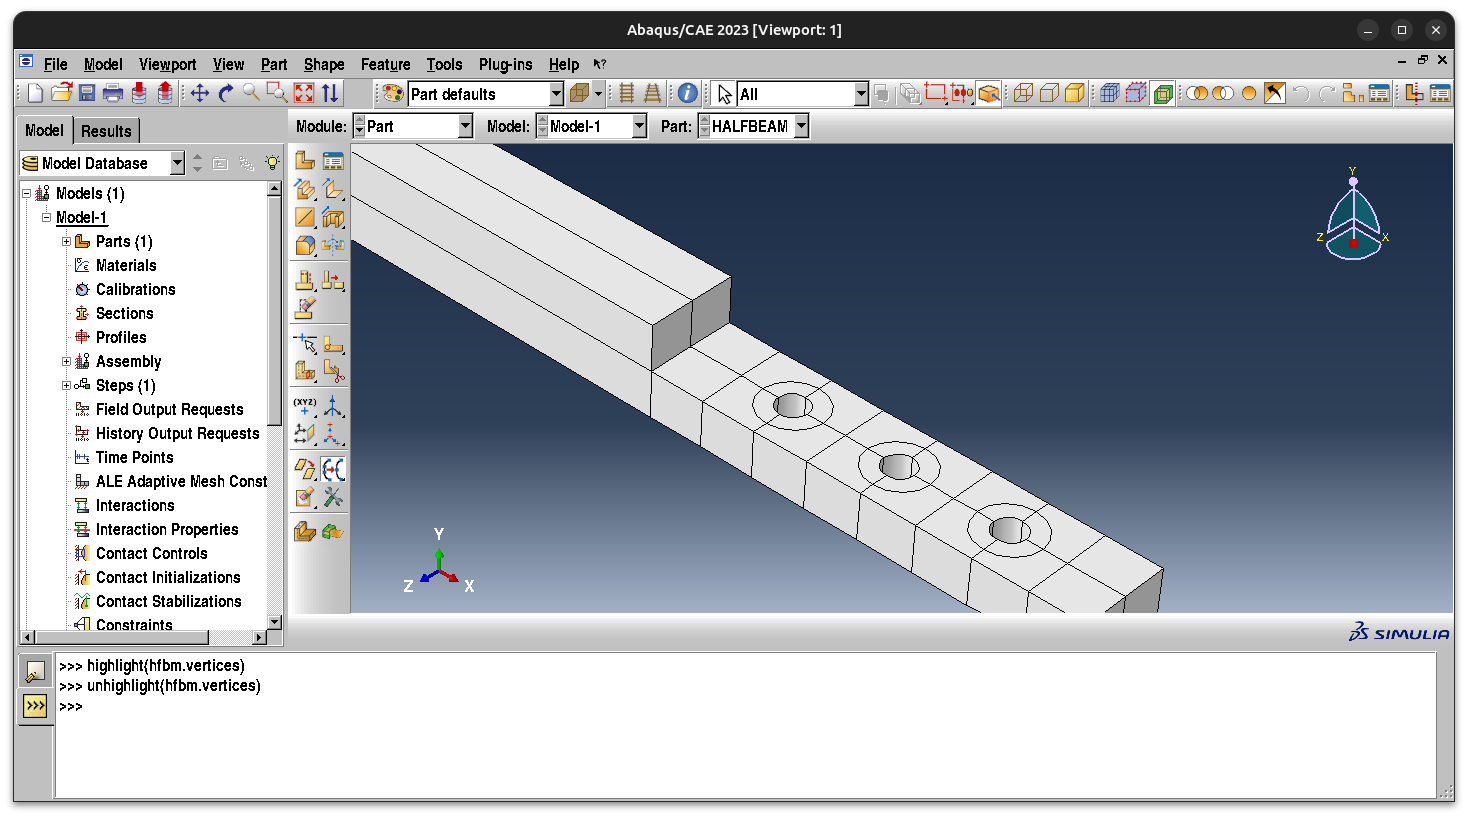 Abaqus/CAE 2023 [Viewport: 1]
File Model Viewport View Part Shape Feature Tools Plug-ins Help
Part defaults All
Model Results
Module: Part Model: Model-1 Part: HALFBEAM
Model Database
Models (1)
Model-1
Parts (1)
Materials
Calibrations
Sections
Profiles
Assembly
Steps (1)
Field Output Requests
History Output Requests
Time Points
ALE Adaptive Mesh Const
Interactions
Interaction Properties
Contact Controls
Contact Initializations
Contact Stabilizations
Constraints
(XYZ)
Y
Z X
Y
Z X
SIMULIA
>>> highlight(hfbm.vertices)
>>> unhighlight(hfbm.vertices)
>>>
>>>